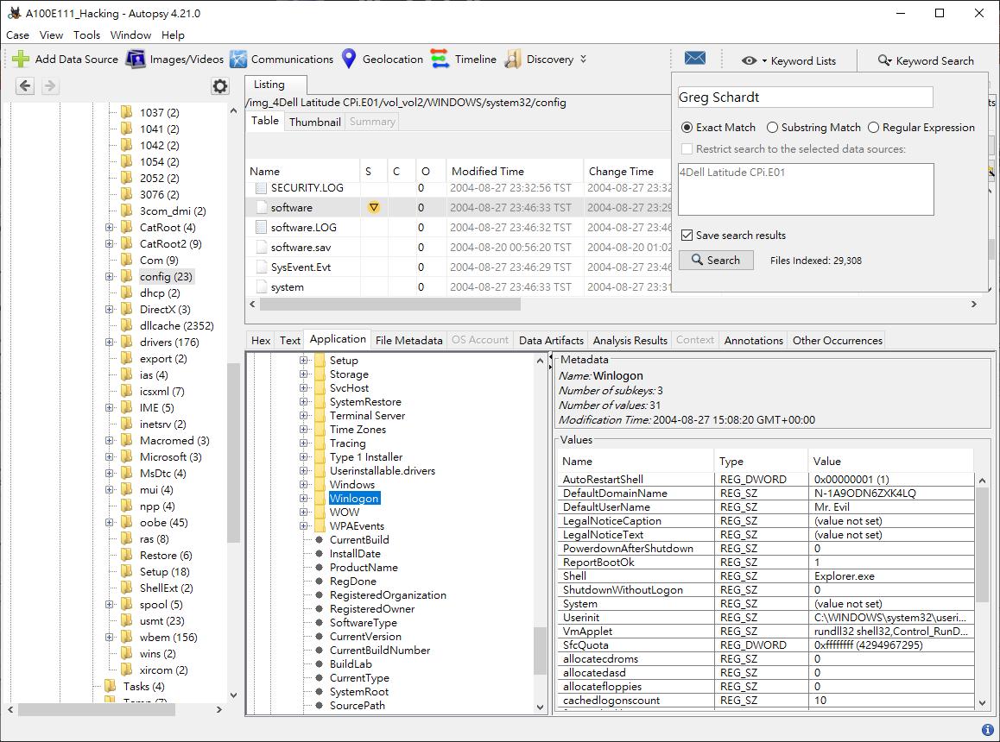 A100E111_Hacking - Autopsy 4.21.0
Case View Tools Window Help
Add Data Source Images/Videos Communications Geolocation Timeline Discovery Keyword Lists Keyword Search
1037 (2)
1041 (2)
1042 (2)
1054 (2)
2052 (2)
3076 (2)
3com_dmi (2)
CatRoot (4)
CatRoot2 (9)
Com (9)
config (23)
dhcp (2)
DirectX (3)
dllcache (2352)
drivers (176)
export (2)
ias (4)
icsxml (7)
IME (5)
inetsrv (2)
Macromed (3)
Microsoft (3)
MsDtc (4)
mui (4)
npp (4)
oobe (45)
ras (8)
Restore (6)
Setup (18)
ShellExt (2)
spool (5)
usmt (23)
wbem (156)
wins (2)
xircom (2)
Tasks (4)
Listing
/img_4Dell Latitude CPi.E01/vol_vol2/WINDOWS/system32/config
Table Thumbnail Summary
Name S C O Modified Time Change Time
SECURITY.LOG 0 2004-08-27 23:32:56 TST 2004-08-27 23:32
software 0 2004-08-27 23:46:33 TST 2004-08-27 23:29
software.LOG 0 2004-08-27 23:46:32 TST 2004-08-27 23:46
software.sav 0 2004-08-20 00:56:20 TST 2004-08-20 01:02
SysEvent.Evt 0 2004-08-27 23:46:29 TST 2004-08-27 23:46
system 0 2004-08-27 23:46:33 TST 2004-08-27 23:31
Greg Schardt
Exact Match Substring Match Regular Expression
Restrict search to the selected data sources:
4Dell Latitude CPi.E01
Save search results
Search Files Indexed: 29,308
Hex Text Application File Metadata OS Account Data Artifacts Analysis Results Context Annotations Other Occurrences
Setup
Storage
SvcHost
SystemRestore
Terminal Server
Time Zones
Tracing
Type 1 Installer
Userinstallable.drivers
Windows
Winlogon
WOW
WPAEvents
CurrentBuild
InstallDate
ProductName
RegDone
RegisteredOrganization
RegisteredOwner
SoftwareType
CurrentVersion
CurrentBuildNumber
BuildLab
CurrentType
SystemRoot
SourcePath
Metadata
Name: Winlogon
Number of subkeys: 3
Number of values: 31
Modification Time: 2004-08-27 15:08:20 GMT+00:00
Values
Name Type Value
AutoRestartShell REG_DWORD 0x00000001 (1)
DefaultDomainName REG_SZ N-1A9ODN6ZXK4LQ
DefaultUserName REG_SZ Mr. Evil
LegalNoticeCaption REG_SZ (value not set)
LegalNoticeText REG_SZ (value not set)
PowerdownAfterShutdown REG_SZ 0
ReportBootOk REG_SZ 1
Shell REG_SZ Explorer.exe
ShutdownWithoutLogon REG_SZ 0
System REG_SZ (value not set)
Userinit REG_SZ C:\WINDOWS\system32\useri...
VmApplet REG_SZ rundll32 shell32,Control_RunD...
SfcQuota REG_DWORD 0xffffffff (4294967295)
allocatecdroms REG_SZ 0
allocatedasd REG_SZ 0
allocatefloppies REG_SZ 0
cachedlogonscount REG_SZ 10